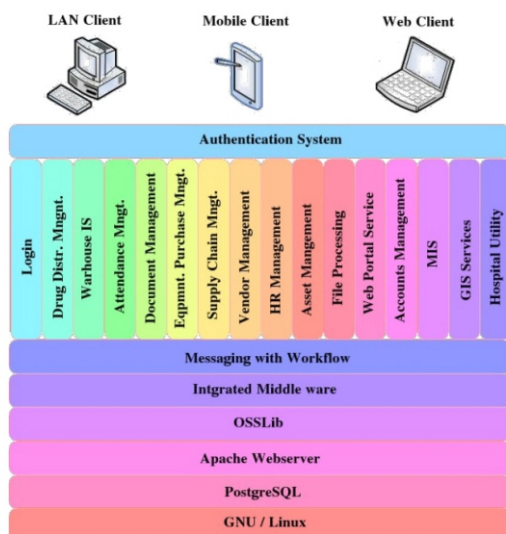 LAN Client
Mobile Client
Web Client
Authentication System
Login
Drug Distr. Mngnt.
Warhouse IS
Attendance Mngt.
Document Management
Eqpmnt. Purchase Mngt.
Supply Chain Mngt.
Vendor Management
HR Management
Asset Mangement
File Processing
Web Portal Service
Accounts Management
MIS
GIS Services
Hospital Utility
Messaging with Workflow
Intgrated Middle ware
OSSLib
Apache Webserver
PostgreSQL
GNU / Linux